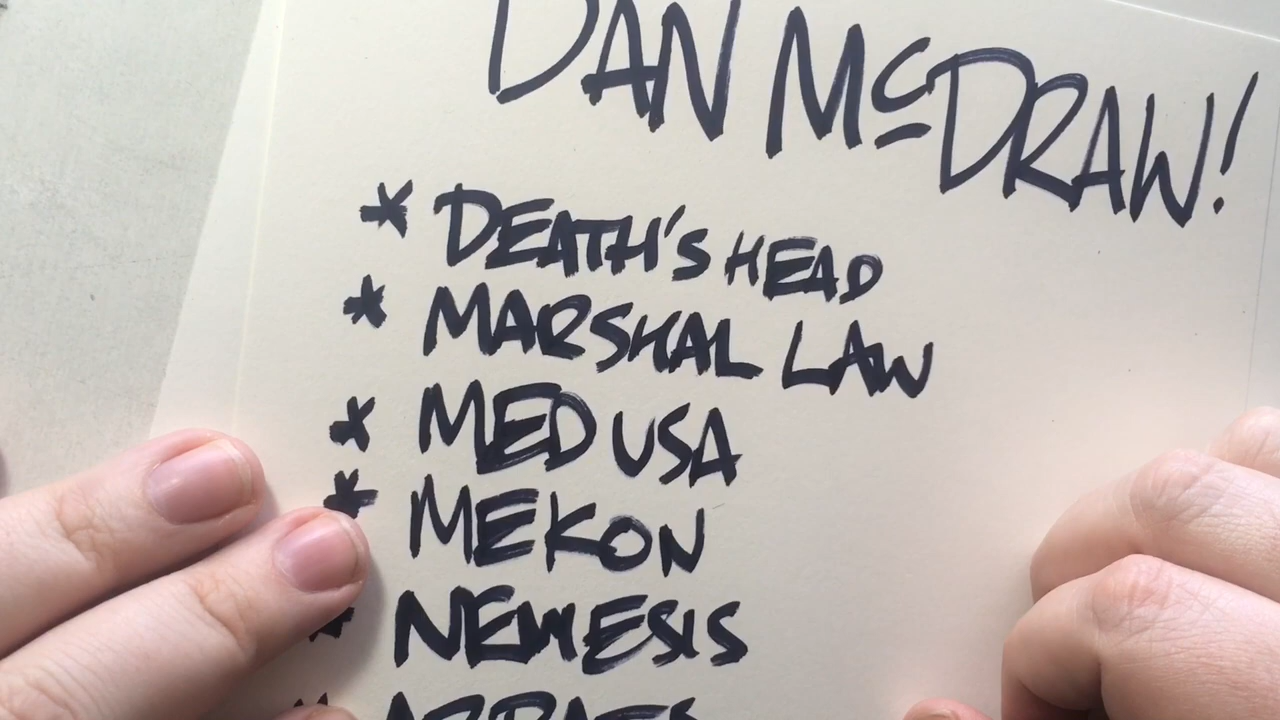 DAN McDRAW!
* DEATH'S HEAD
* MARSHAL LAW
* MEDUSA
* MEKON
* NEMESIS